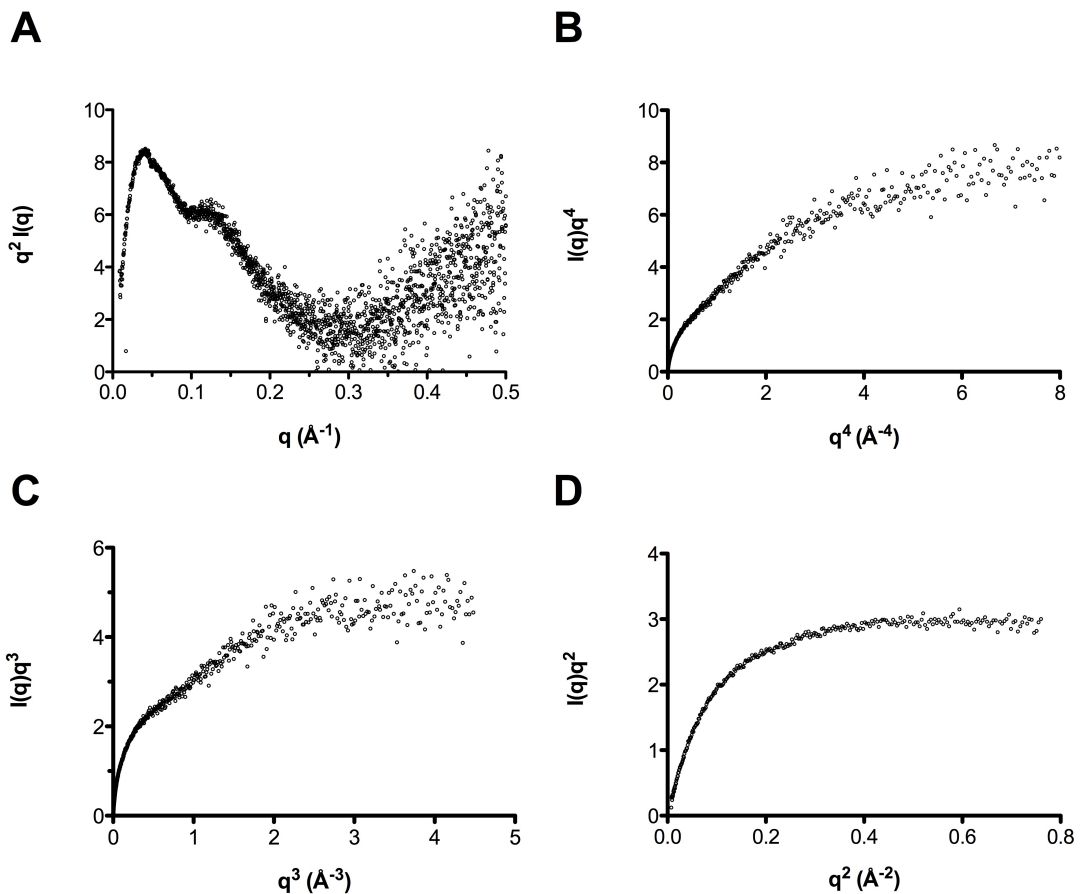 A
10
8
6
4
2
0
q² I(q)
0.0 0.1 0.2 0.3 0.4 0.5
q (Å⁻¹)
B
10
8
6
4
2
0
I(q)q⁴
0 2 4 6 8
q⁴ (Å⁻⁴)
C
6
4
2
0
I(q)q³
0 1 2 3 4 5
q³ (Å⁻³)
D
4
3
2
1
0
I(q)q²
0.0 0.2 0.4 0.6 0.8
q² (Å⁻²)